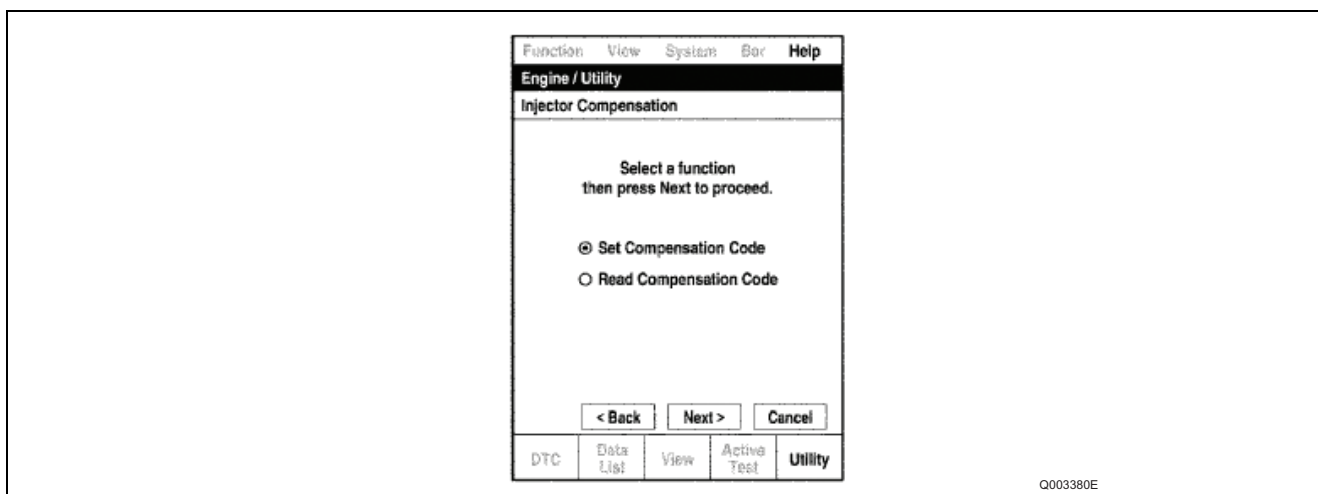 Function View System Bar Help
Engine / Utility
Injector Compensation
Select a function
then press Next to proceed.
Set Compensation Code
Read Compensation Code
< Back Next > Cancel
DTC Data List View Active Test Utility
Q003380E